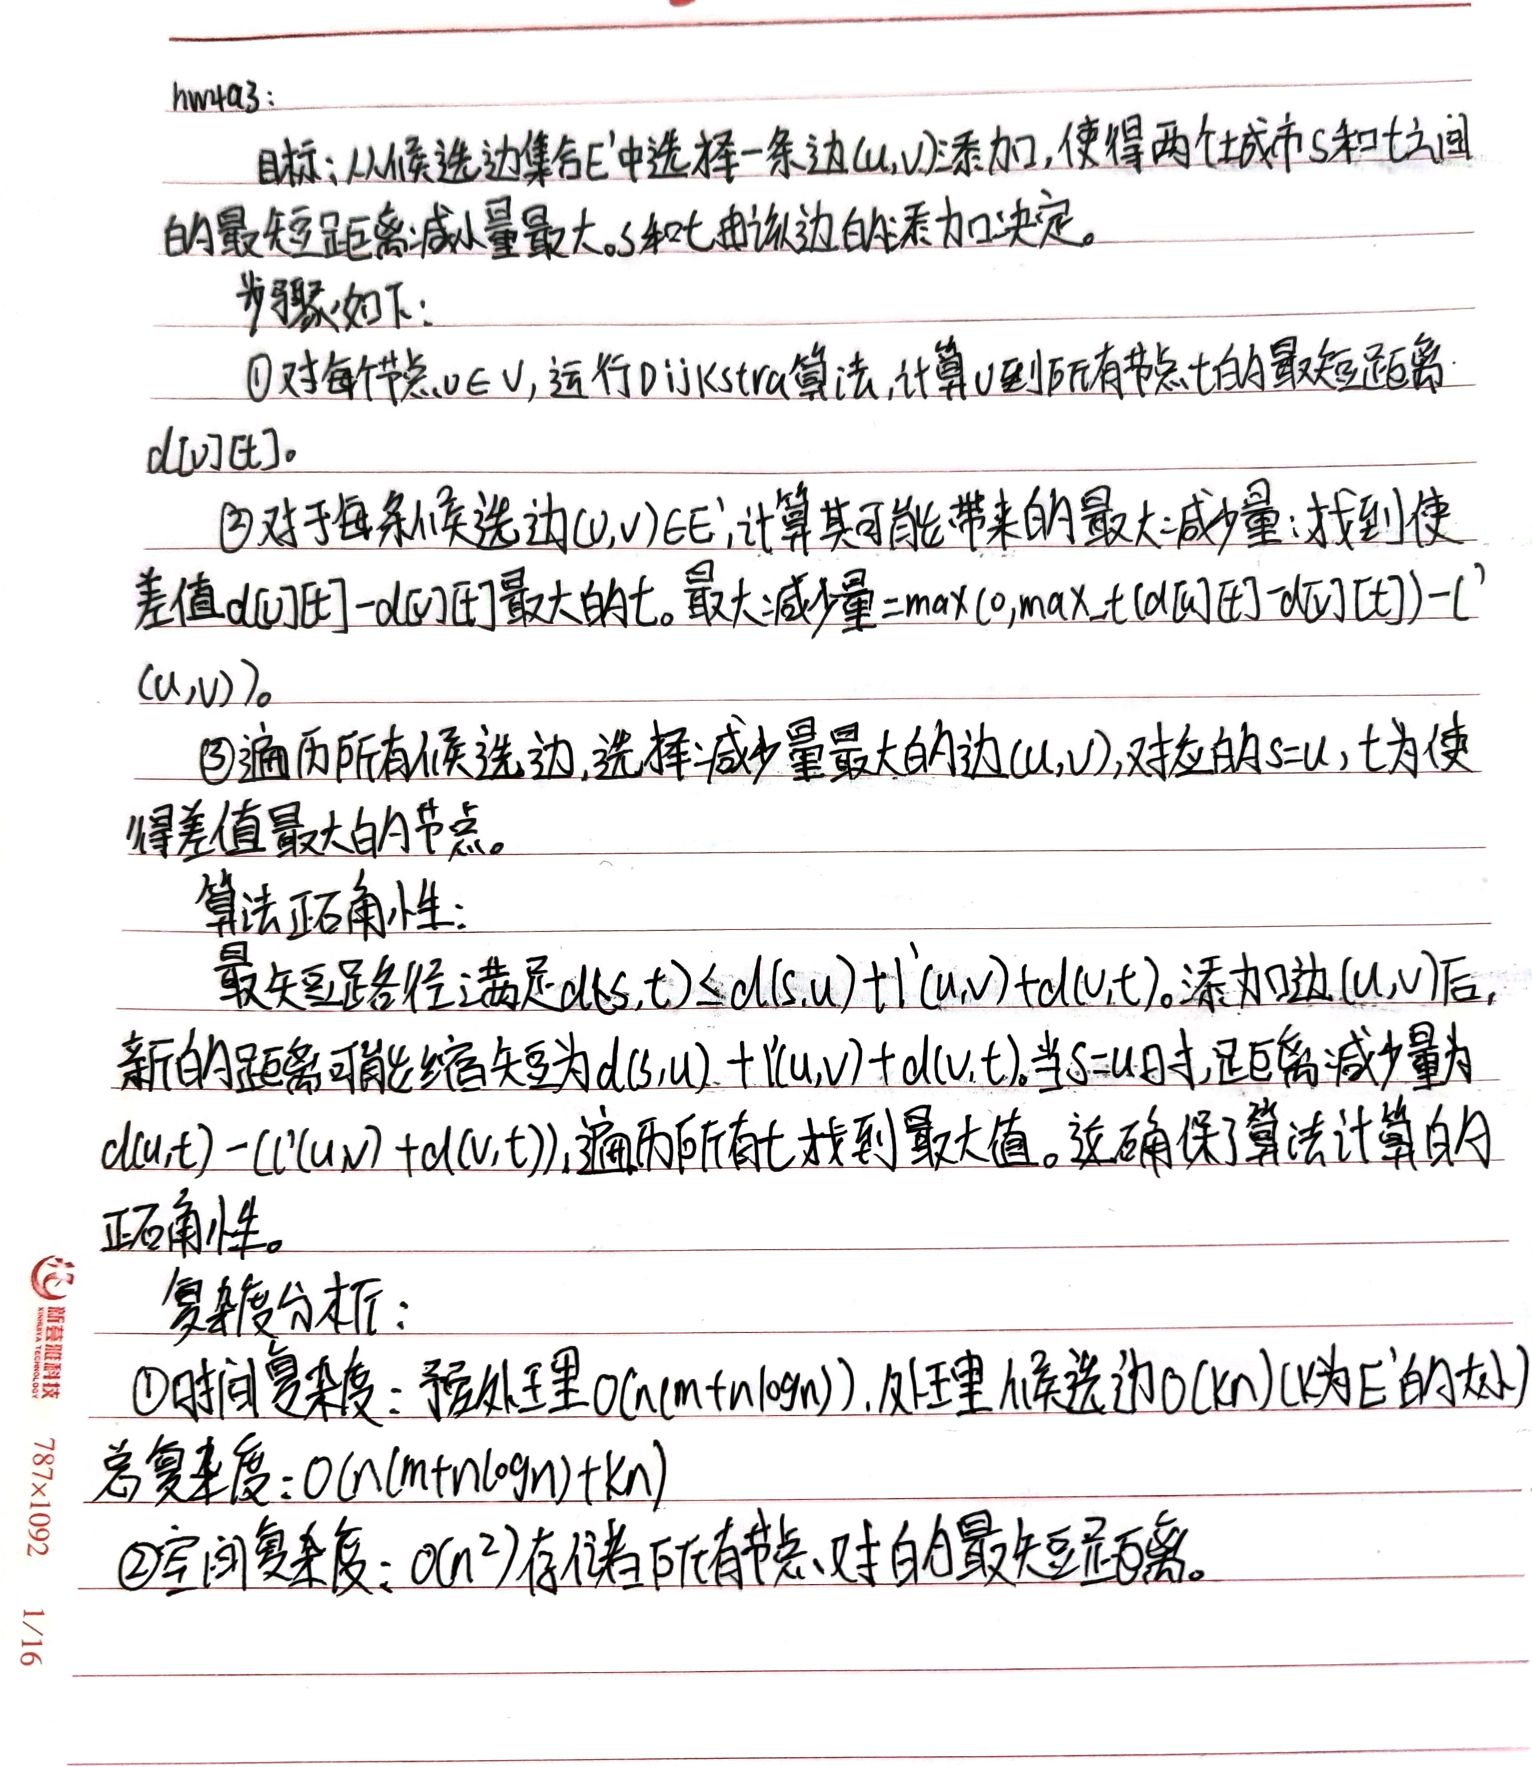 hw4a3:
目标:从候选边集合E'中选择一条边(u,v)添加,使得两个城市s和t之间
的最短距离减小量最大。s和t由该边的添加决定。
步骤如下:
①对每个节点u∈V,运行Dijkstra算法,计算u到所有节点t的最短距离
d[u][t]。
②对于每条候选边(u,v)∈E',计算其可能带来的最大减少量:找到使
差值d[u][t]-d[v][t]最大的t。最大减少量=max(0,max_t(d[u][t]-d[v][t])-l'
(u,v))。
③遍历所有候选边,选择减少量最大的边(u,v),对应的s=u,t为使
得差值最大的节点。
算法正确性:
最短路径满足d(s,t)≤d(s,u)+l'(u,v)+d(v,t)。添加边(u,v)后,
新的距离可能缩短为d(s,u)+l'(u,v)+d(v,t)。当s=u时,距离减少量为
d(u,t)-(l'(u,v)+d(v,t)),遍历所有t找到最大值。这确保了算法计算的
正确性。
复杂度分析:
①时间复杂度:预处理O(n(m+nlogn)),处理候选边O(kn)(k为E'的大小)
总复杂度:O(n(m+nlogn)+kn)
②空间复杂度:O(n²)存储所有节点对的最短距离。
新蓉雅科技
787×1092
1/16